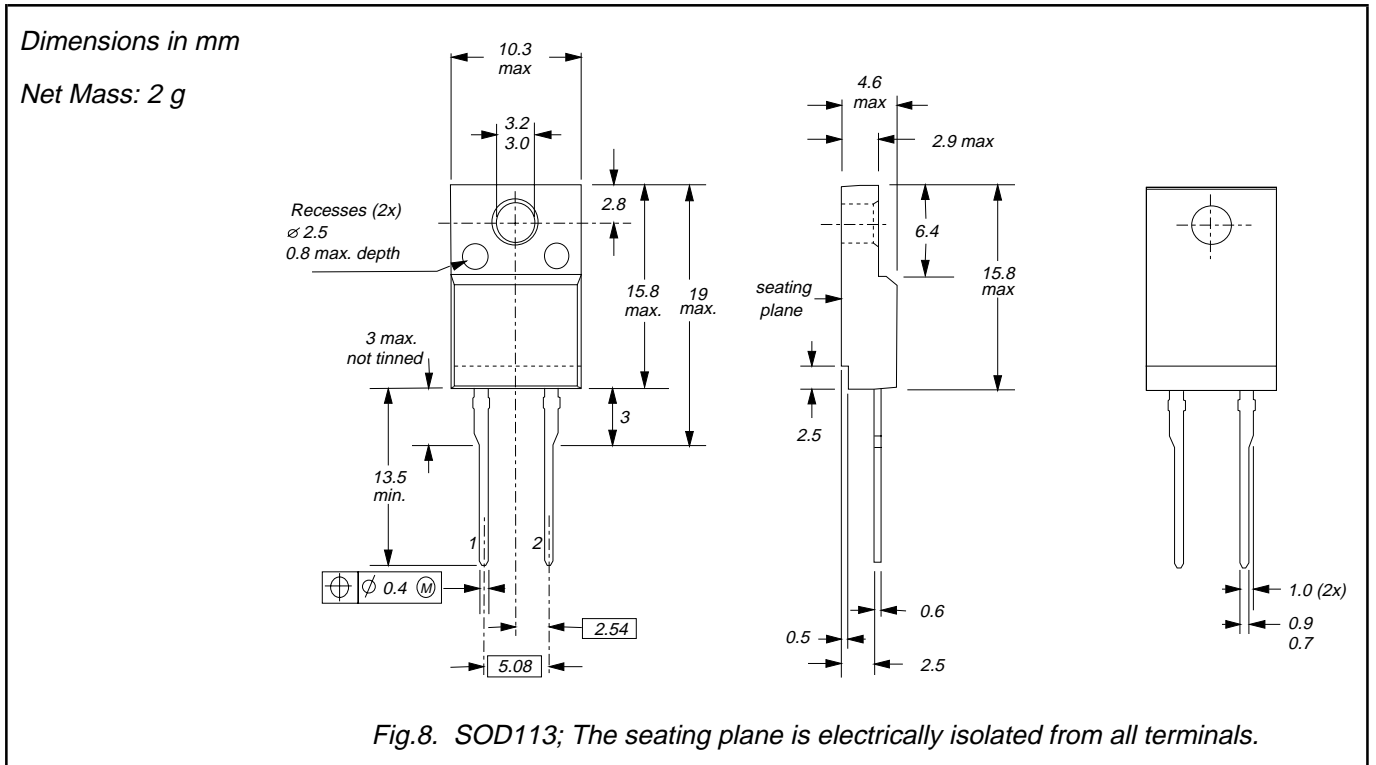 Dimensions in mm
Net Mass: 2 g
10.3
max
3.2
3.0
2.8
Recesses (2x)
⌀ 2.5
0.8 max. depth
15.8
max.
19
max.
3 max.
not tinned
3
13.5
min.
1
2
⌖ ⌀ 0.4 Ⓜ
2.54
5.08
4.6
max
2.9 max
6.4
15.8
max
seating
plane
2.5
0.6
0.5
2.5
1.0 (2x)
0.9
0.7
Fig.8. SOD113; The seating plane is electrically isolated from all terminals.